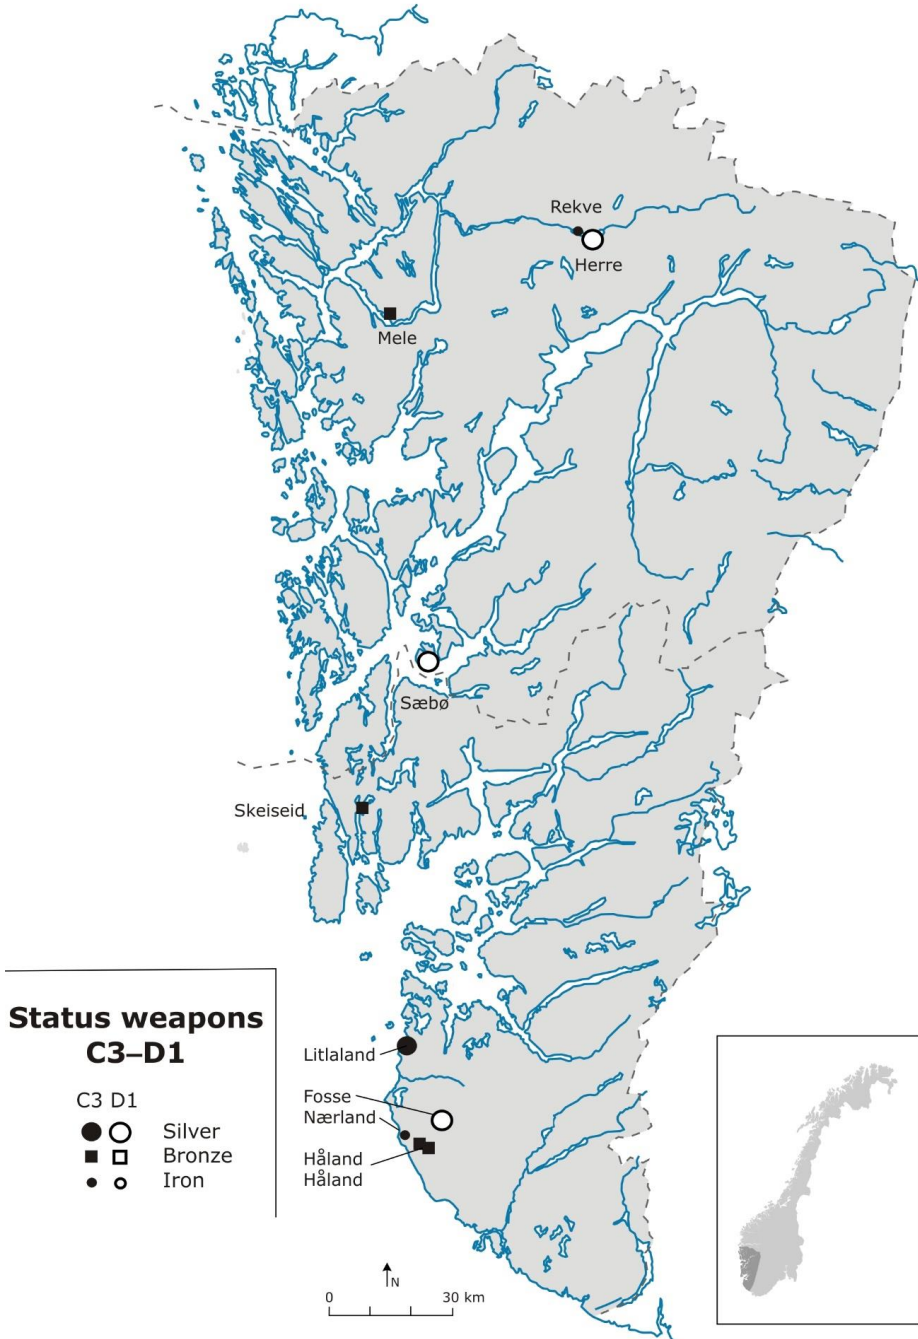 Rekve
Herre
Mele
Sæbø
Skeiseid
Litlaland
Fosse
Nærland
Håland
Håland
Status weapons
C3–D1
C3 D1
Silver
Bronze
Iron
N
0 30 km